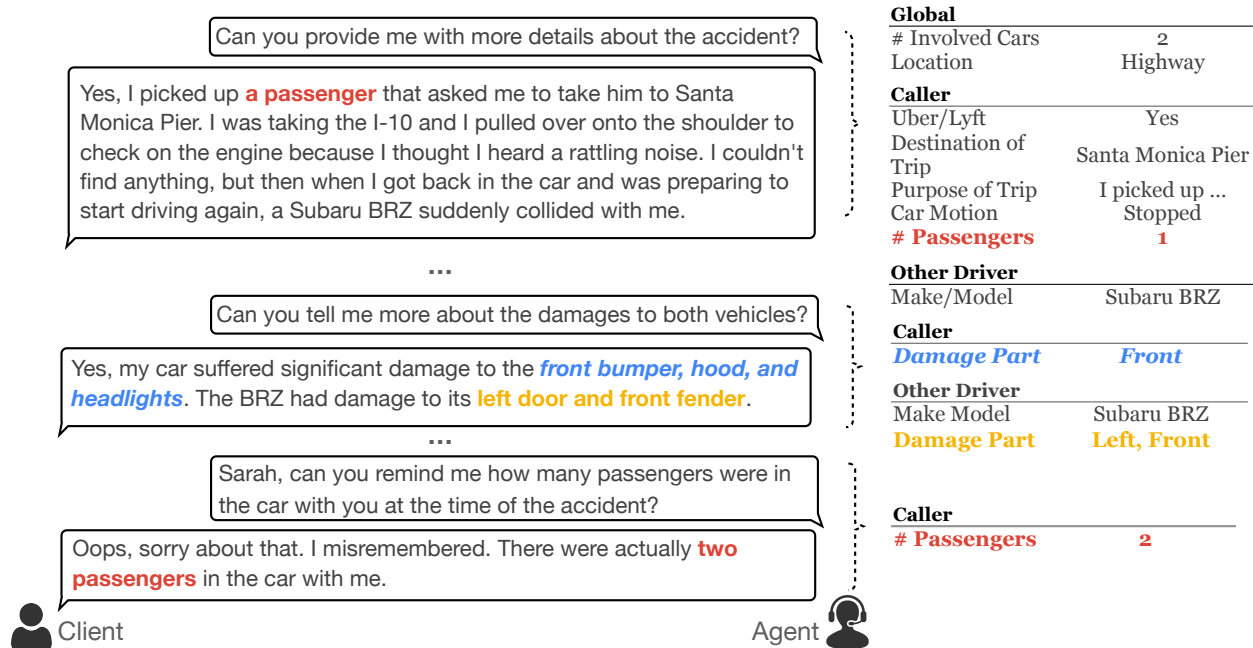 Can you provide me with more details about the accident?
Yes, I picked up a passenger that asked me to take him to Santa
Monica Pier. I was taking the I-10 and I pulled over onto the shoulder to
check on the engine because I thought I heard a rattling noise. I couldn't
find anything, but then when I got back in the car and was preparing to
start driving again, a Subaru BRZ suddenly collided with me.
...
Can you tell me more about the damages to both vehicles?
Yes, my car suffered significant damage to the front bumper, hood, and
headlights. The BRZ had damage to its left door and front fender.
...
Sarah, can you remind me how many passengers were in
the car with you at the time of the accident?
Oops, sorry about that. I misremembered. There were actually two
passengers in the car with me.
Client
Agent
Global
# Involved Cars 2
Location Highway
Caller
Uber/Lyft Yes
Destination of
Trip Santa Monica Pier
Purpose of Trip I picked up ...
Car Motion Stopped
# Passengers 1
Other Driver
Make/Model Subaru BRZ
Caller
Damage Part Front
Other Driver
Make Model Subaru BRZ
Damage Part Left, Front
Caller
# Passengers 2